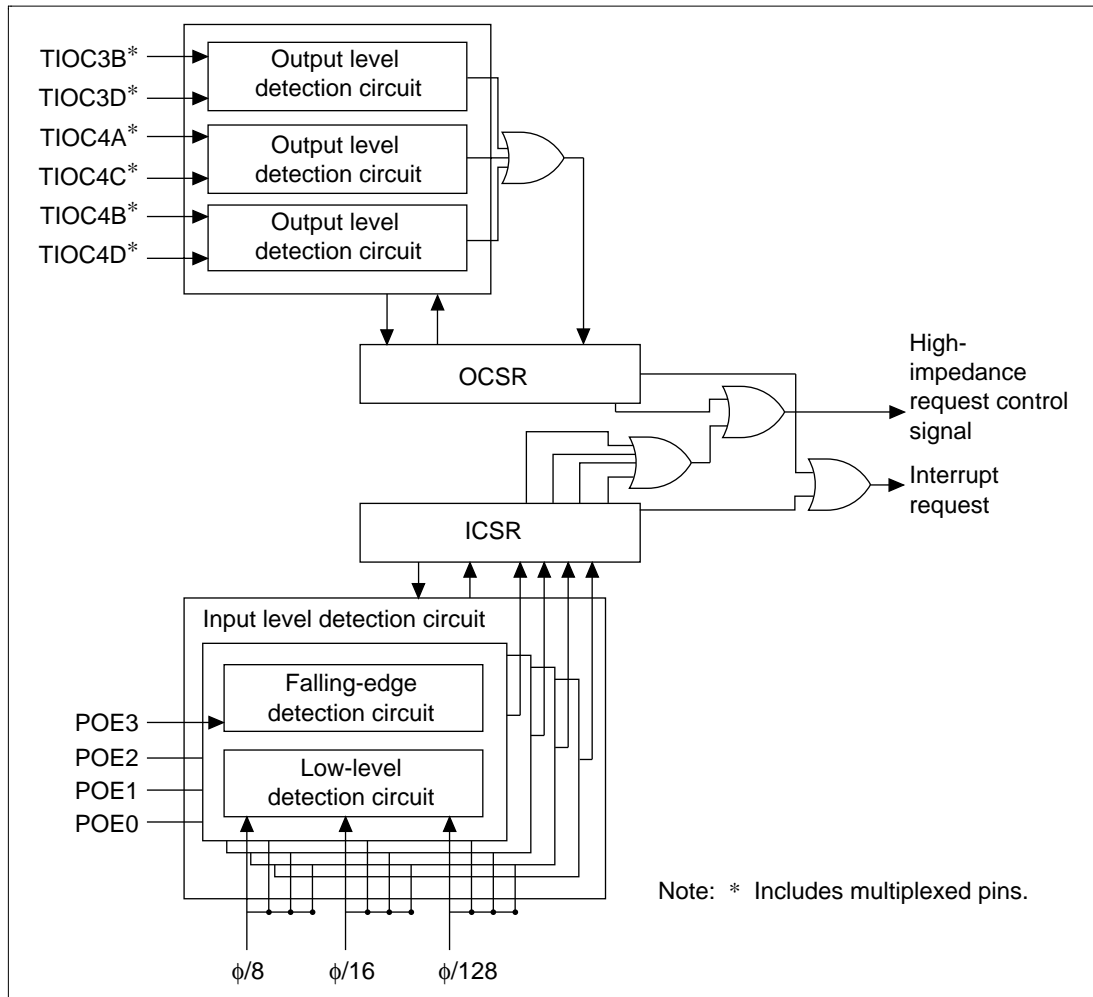 TIOC3B*
TIOC3D*
TIOC4A*
TIOC4C*
TIOC4B*
TIOC4D*
Output level
detection circuit
Output level
detection circuit
Output level
detection circuit
OCSR
High-
impedance
request control
signal
Interrupt
request
ICSR
Input level detection circuit
Falling-edge
detection circuit
Low-level
detection circuit
POE3
POE2
POE1
POE0
ϕ/8
ϕ/16
ϕ/128
Note: * Includes multiplexed pins.